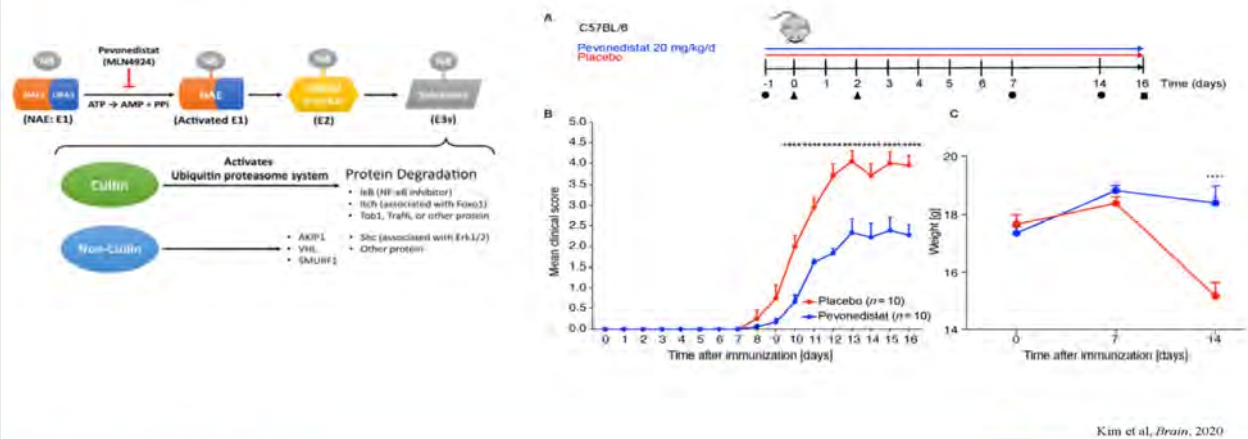 Pevonedistat
(MLN4924)
N8
N8
N8
NAE
ATP → AMP + PPi
(NAE: E1)
(Activated E1)
(E2)
(E3s)
Activates
Ubiquitin proteasome system
Cullin
Protein Degradation
• IκB (NF-κB inhibitor)
• Itch (associated with Foxo1)
• Tob1, Traf6, or other protein
Non-Cullin
• AKIP1
• VHL
• SMURF1
• Shc (associated with Erk1/2)
• Other protein
A
C57BL/6
Pevonedistat 20 mg/kg/d
Placebo
-1 0 1 2 3 4 5 6 7 14 16 Time (days)
B
Mean clinical score
5.0
4.5
4.0
3.5
3.0
2.5
2.0
1.5
1.0
0.5
0.0
Placebo (n = 10)
Pevonedistat (n = 10)
0 1 2 3 4 5 6 7 8 9 10 11 12 13 14 15 16
Time after immunization [days]
C
Weight [g]
20
18
16
14
0 7 14
Time after immunization [days]
Kim et al, Brain, 2020